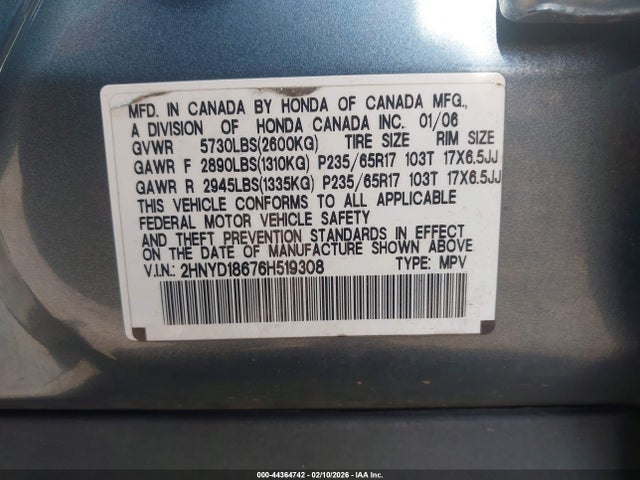 MFD. IN CANADA BY HONDA OF CANADA MFG.,
A DIVISION OF HONDA CANADA INC. 01/06
GVWR 5730LBS(2600KG) TIRE SIZE RIM SIZE
GAWR F 2890LBS(1310KG) P235/65R17 103T 17X6.5JJ
GAWR R 2945LBS(1335KG) P235/65R17 103T 17X6.5JJ
THIS VEHICLE CONFORMS TO ALL APPLICABLE
FEDERAL MOTOR VEHICLE SAFETY
AND THEFT PREVENTION STANDARDS IN EFFECT
ON THE DATE OF MANUFACTURE SHOWN ABOVE
V.I.N.: 2HNYD18676H519308 TYPE: MPV
000-44364742 - 02/10/2026 - IAA Inc.